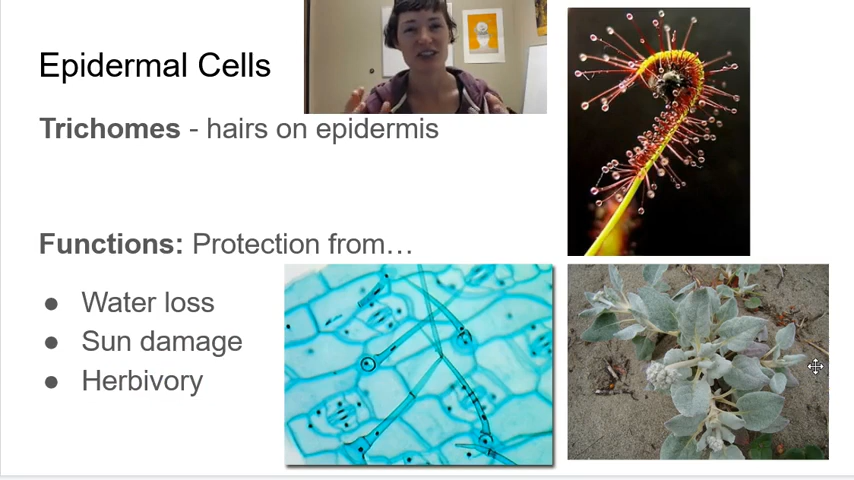 Epidermal Cells
Trichomes - hairs on epidermis
Functions: Protection from...
● Water loss
● Sun damage
● Herbivory